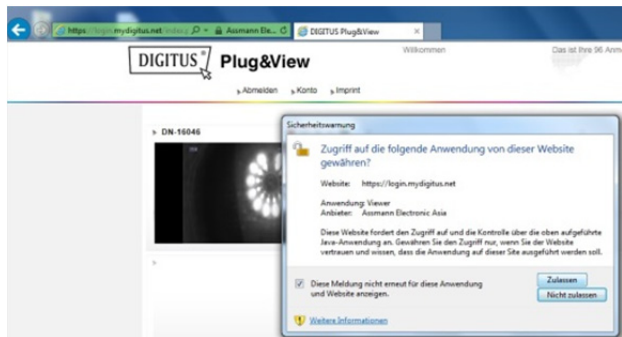 https://login.mydigitus.net/index.p Assmann Ele... DIGITUS Plug&View
DIGITUS® Plug&View
Willkommen
Das ist Ihre 96 Anm
Abmelden Konto Imprint
DN-16046
Sicherheitswarnung
Zugriff auf die folgende Anwendung von dieser Website
gewähren?
Website: https://login.mydigitus.net
Anwendung: Viewer
Anbieter: Assmann Electronic Asia
Diese Website fordert den Zugriff auf und die Kontrolle über die oben aufgeführte
Java-Anwendung an. Gewähren Sie den Zugriff nur, wenn Sie der Website
vertrauen und wissen, dass die Anwendung auf dieser Site ausgeführt werden soll.
Diese Meldung nicht erneut für diese Anwendung
und Website anzeigen.
Zulassen
Nicht zulassen
Weitere Informationen